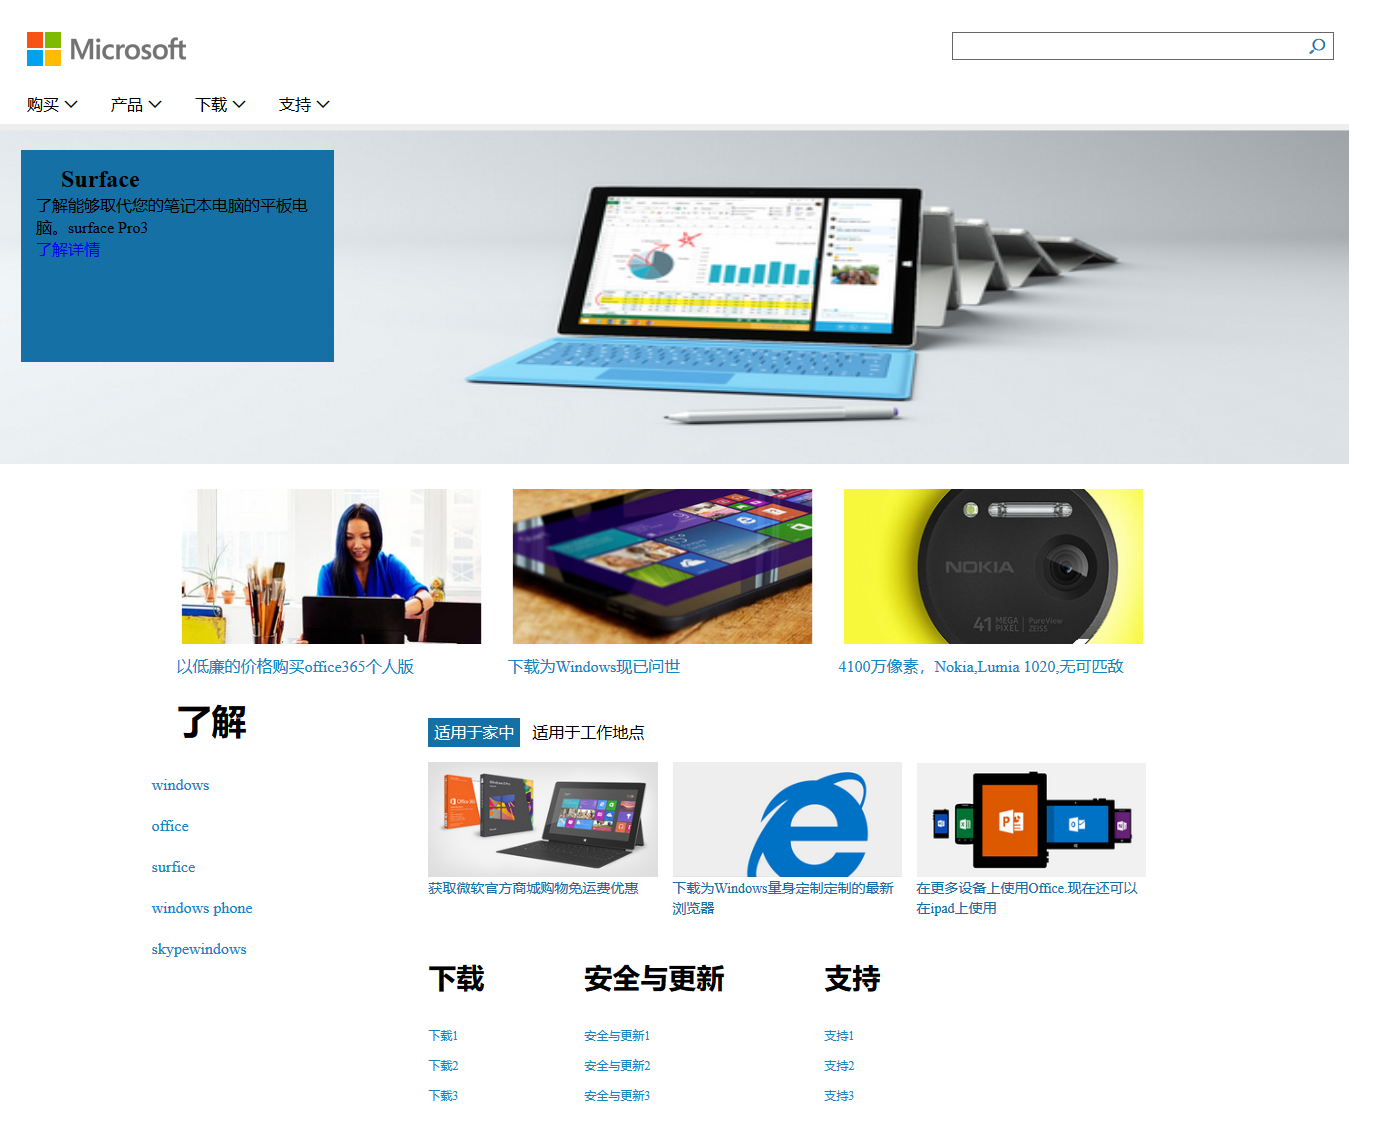 Microsoft
购买 产品 下载 支持
Surface
了解能够取代您的笔记本电脑的平板电
脑。surface Pro3
了解详情
NOKIA
41 MEGA PIXEL PureView ZEISS
以低廉的价格购买office365个人版 下载为Windows现已问世 4100万像素，Nokia,Lumia 1020,无可匹敌
了解
适用于家中 适用于工作地点
windows
office
surfice
windows phone
skypewindows
获取微软官方商城购物免运费优惠
下载为Windows量身定制定制的最新
浏览器
在更多设备上使用Office.现在还可以
在ipad上使用
下载 安全与更新 支持
下载1 安全与更新1 支持1
下载2 安全与更新2 支持2
下载3 安全与更新3 支持3